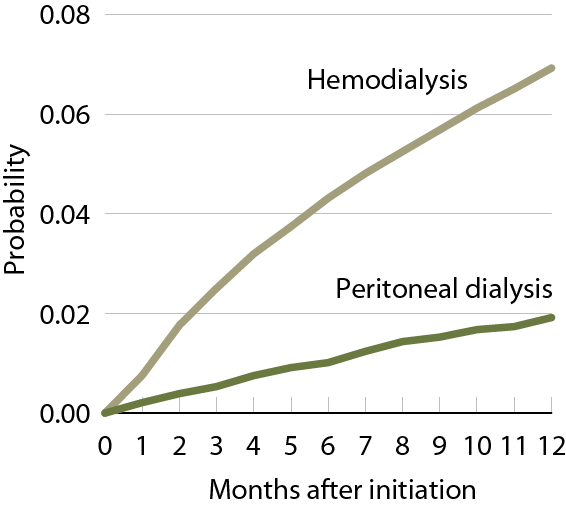 0.08
Hemodialysis
0.06
Probability
0.04
Peritoneal dialysis
0.02
0.00
0 1 2 3 4 5 6 7 8 9 10 11 12
Months after initiation